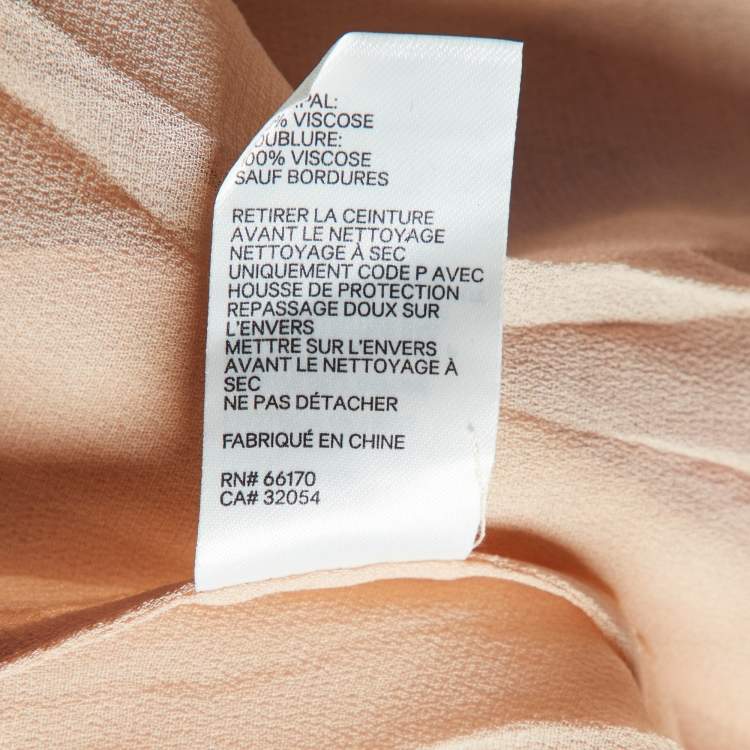 VISCOSE
100% VISCOSE
SAUF BORDURES
RETIRER LA CEINTURE
AVANT LE NETTOYAGE
NETTOYAGE À SEC
UNIQUEMENT CODE P AVEC
HOUSSE DE PROTECTION
REPASSAGE DOUX SUR
L'ENVERS
METTRE SUR L'ENVERS
AVANT LE NETTOYAGE À
SEC
NE PAS DÉTACHER
FABRIQUÉ EN CHINE
RN# 66170
CA# 32054